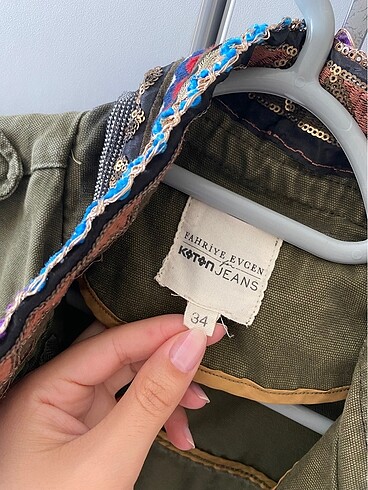 FAHRİYE EVCEN
KOTON JEANS
34